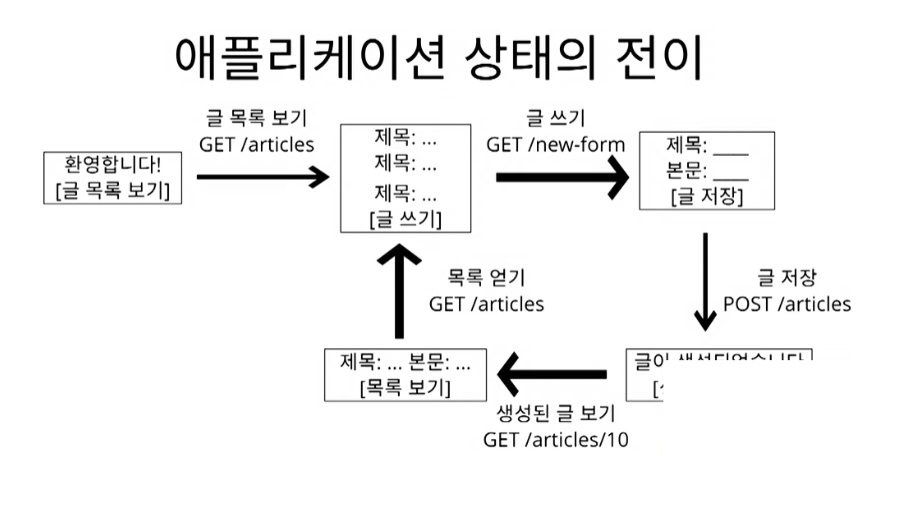 애플리케이션 상태의 전이
글 목록 보기
GET /articles
환영합니다!
[글 목록 보기]
제목: ...
제목: ...
제목: ...
[글 쓰기]
글 쓰기
GET /new-form
제목: ____
본문: ____
[글 저장]
글 저장
POST /articles
목록 얻기
GET /articles
글이
생성된 글 보기
GET /articles/10
제목: ... 본문: ...
[목록 보기]